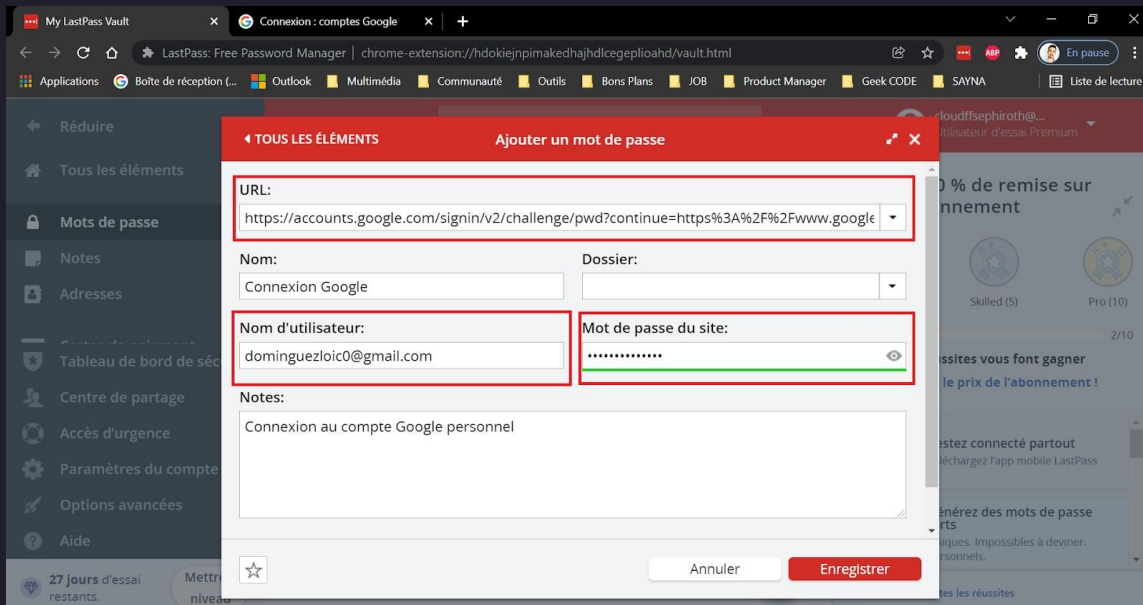 My LastPass Vault
Connexion : comptes Google
LastPass: Free Password Manager | chrome-extension://hdokiejnpimakedhajhdlcegeplioahd/vault.html
ABP
En pause
Applications
Boîte de réception (...
Outlook
Multimédia
Communauté
Outils
Bons Plans
JOB
Product Manager
Geek CODE
SAYNA
Liste de lecture
Réduire
Tous les éléments
Mots de passe
Notes
Adresses
Tableau de bord de séc
Centre de partage
Accès d'urgence
Paramètres du compte
Options avancées
Aide
27 jours d'essai
restants.
Mettre
niveau
TOUS LES ÉLÉMENTS
Ajouter un mot de passe
URL:
https://accounts.google.com/signin/v2/challenge/pwd?continue=https%3A%2F%2Fwww.google
Nom:
Dossier:
Connexion Google
Nom d'utilisateur:
Mot de passe du site:
dominguezloic0@gmail.com
Notes:
Connexion au compte Google personnel
Annuler
Enregistrer
cloudffsephiroth@...
Utilisateur d'essai Premium
0 % de remise sur
nnement
Skilled (5)
Pro (10)
2/10
ssites vous font gagner
le prix de l'abonnement !
estez connecté partout
léchargez l'app mobile LastPass
énérez des mots de passe
rts
niques. Impossibles à deviner.
rsonnels.
tes les réussites